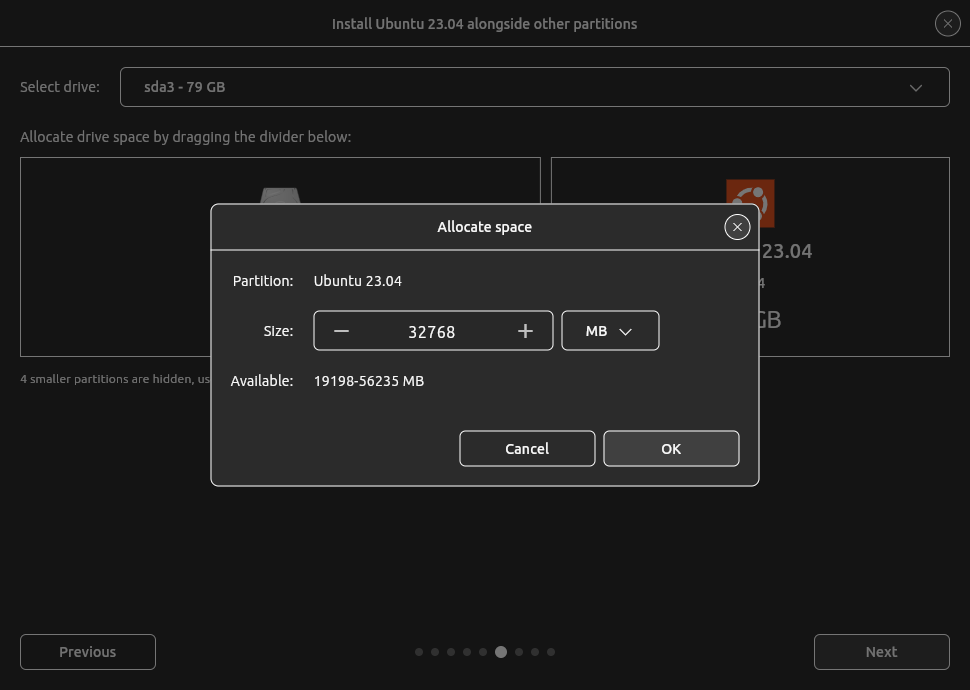 Install Ubuntu 23.04 alongside other partitions
Select drive: sda3 - 79 GB
Allocate drive space by dragging the divider below:
23.04
4
GB
4 smaller partitions are hidden, us
Allocate space
Partition: Ubuntu 23.04
Size: 32768 MB
Available: 19198-56235 MB
Cancel OK
Previous Next